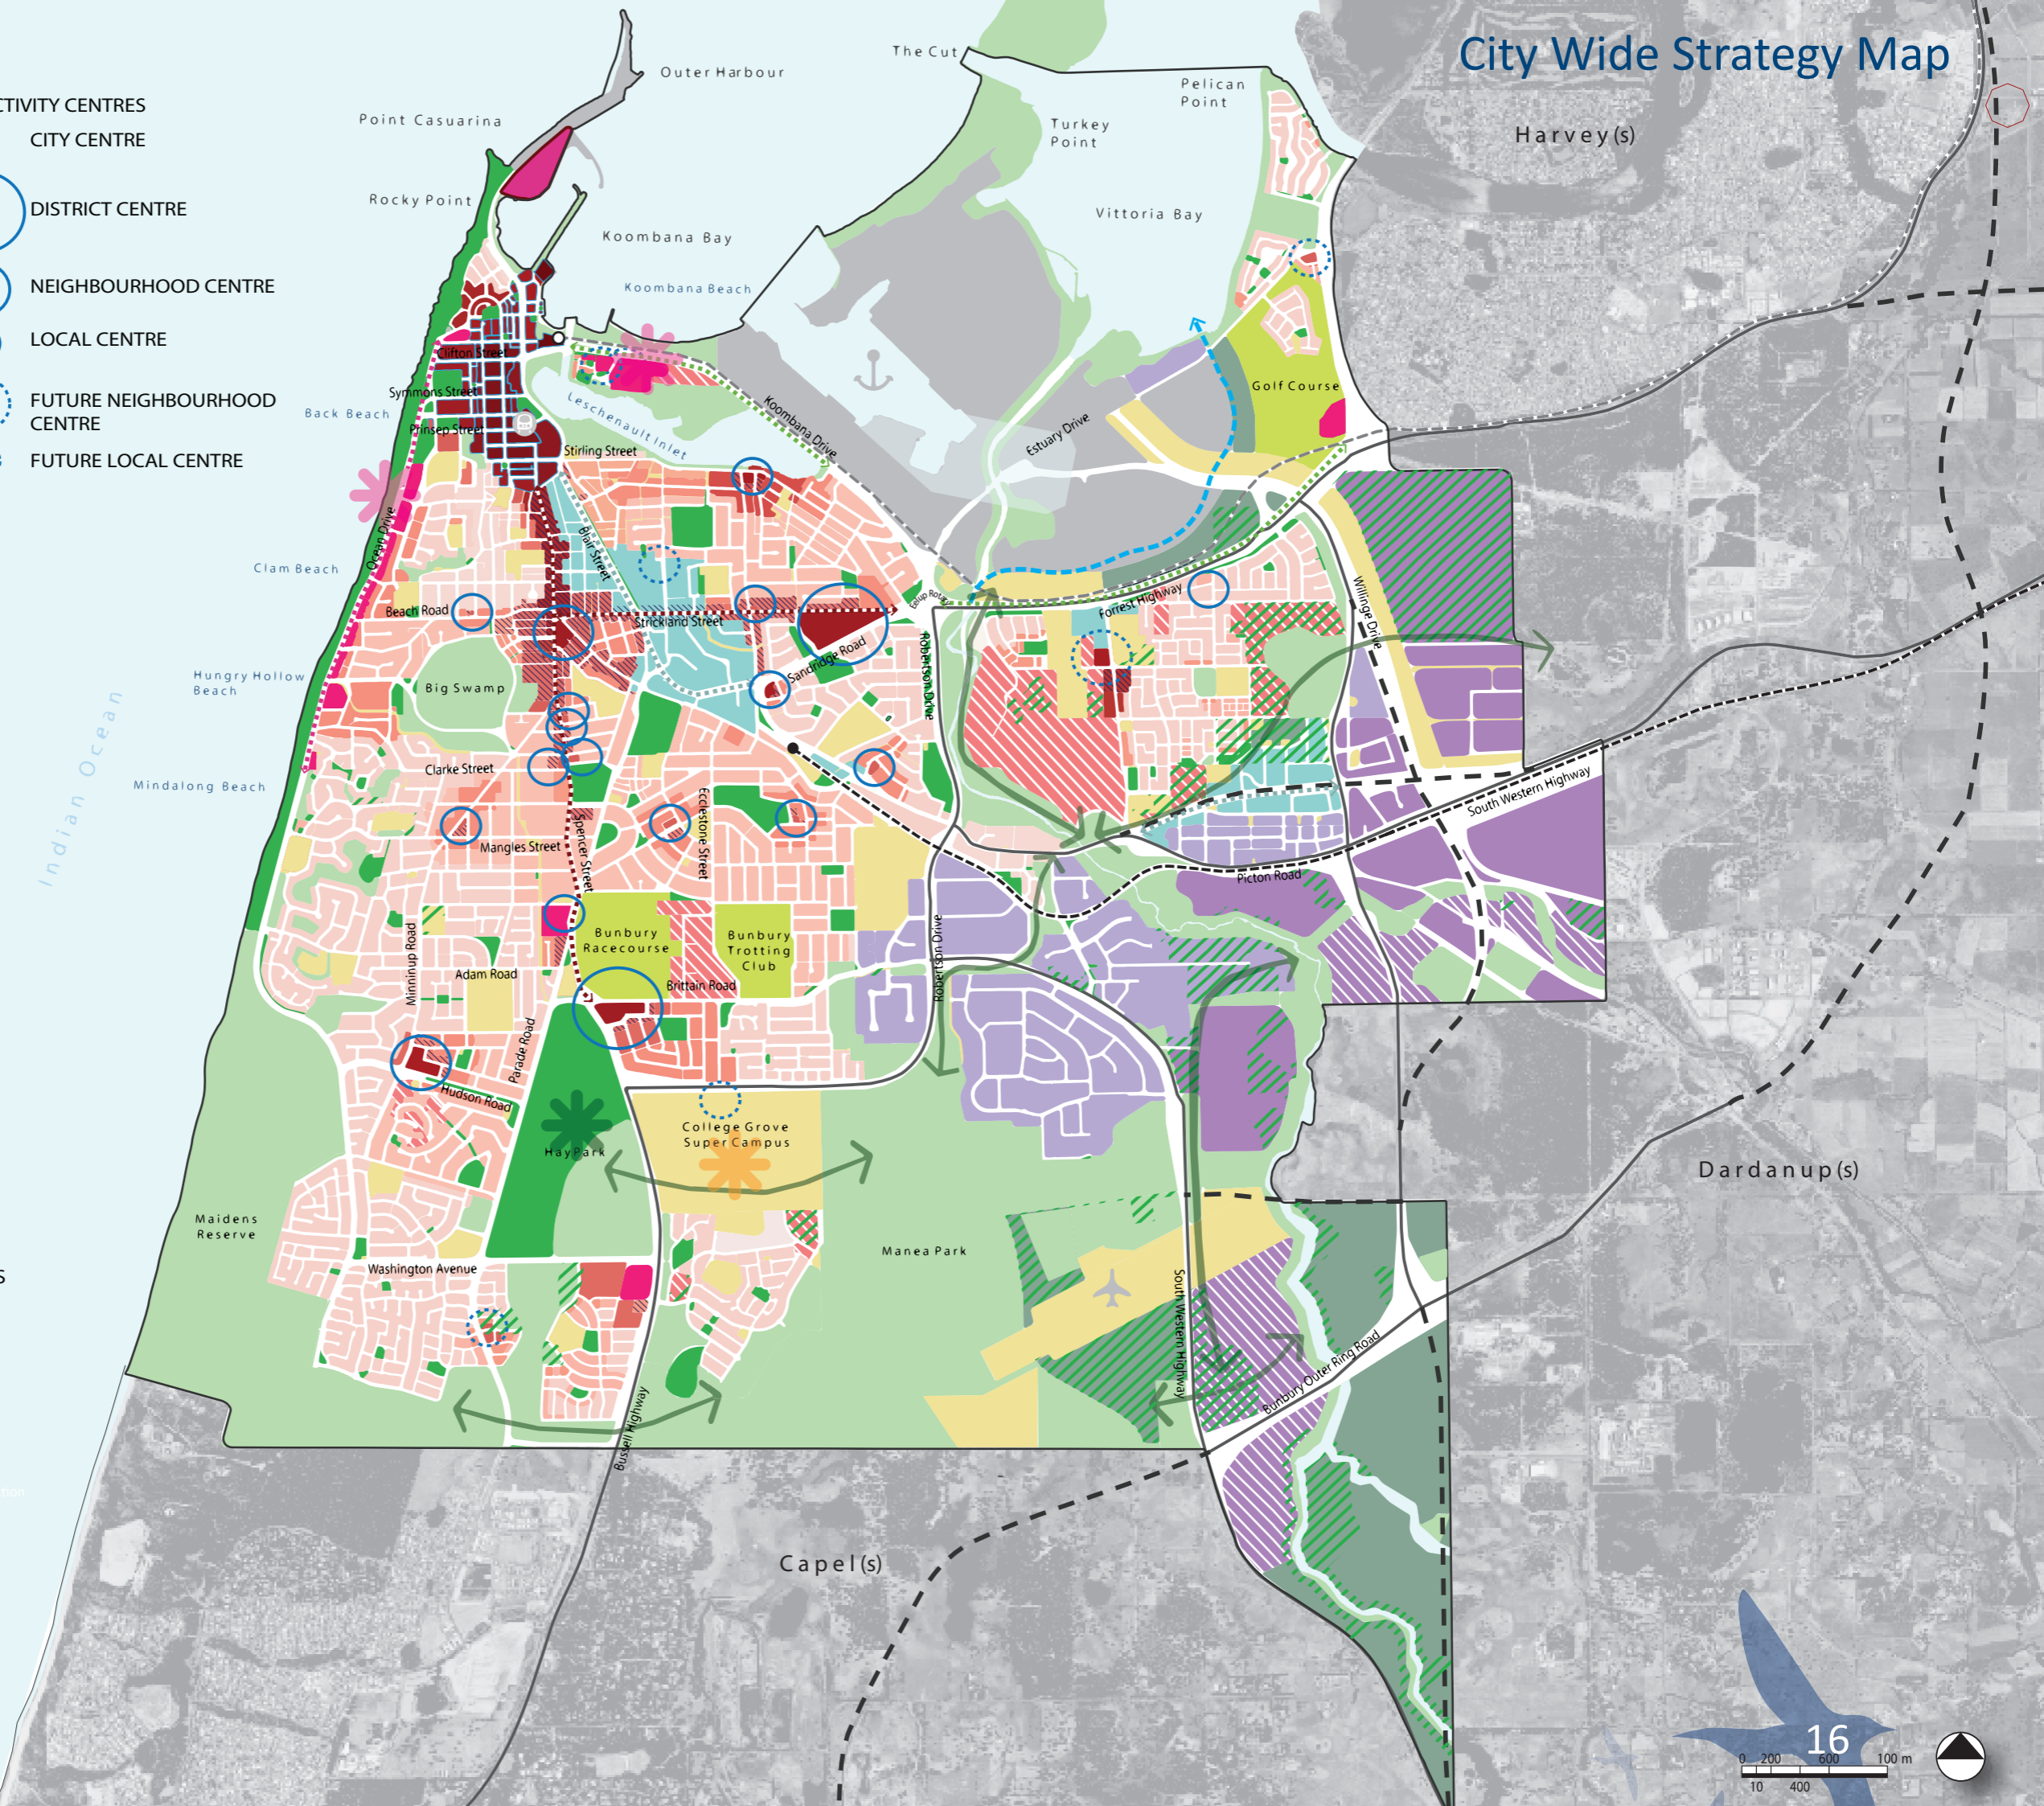 City Wide Strategy Map
CTIVITY CENTRES
CITY CENTRE
DISTRICT CENTRE
NEIGHBOURHOOD CENTRE
LOCAL CENTRE
FUTURE NEIGHBOURHOOD
CENTRE
FUTURE LOCAL CENTRE
S
Outer Harbour
The Cut
Pelican
Point
Harvey (s)
Point Casuarina
Turkey
Point
Rocky Point
Vittoria Bay
Koombana Bay
Koombana Beach
Clifton Street
Symmons Street
Back Beach
Prinsep Street
Leschenault Inlet
Koombana Drive
Golf Course
Estuary Drive
Stirling Street
Ocean Drive
Blair Street
Clam Beach
Beach Road
Strickland Street
Eelup Rotary
Forrest Highway
Willinge Drive
Sandridge Road
Robertson Drive
Hungry Hollow
Beach
Big Swamp
Indian Ocean
Clarke Street
Mindalong Beach
South Western Highway
Ecclestone Street
Spencer Street
Mangles Street
Picton Road
Minninup Road
Bunbury
Racecourse
Bunbury
Trotting
Club
Robertson Drive
Adam Road
Brittain Road
Parade Road
Hudson Road
College Grove
Super Campus
Hay Park
Dardanup (s)
Maidens
Reserve
Manea Park
Washington Avenue
South Western Highway
Bunbury Outer Ring Road
Bussell Highway
Capel (s)
16
0 200 600 100 m
10 400